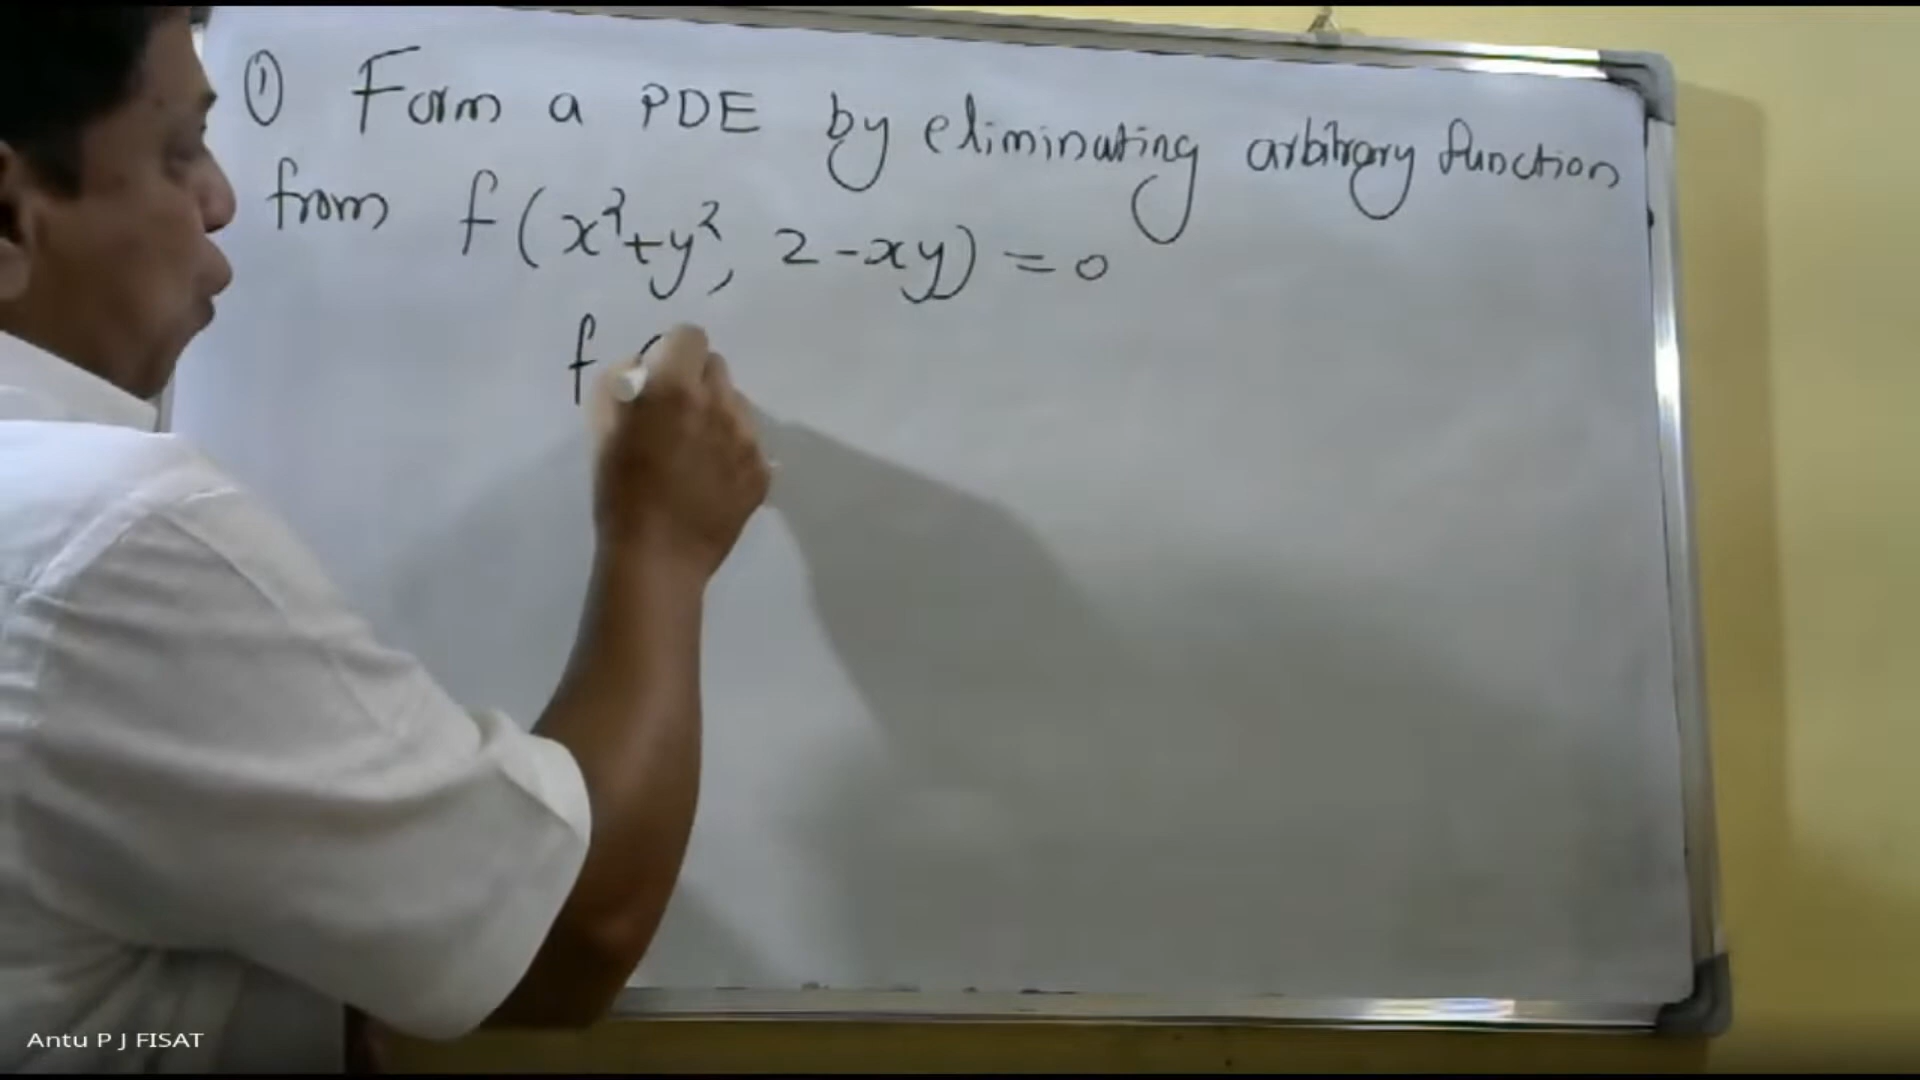 ① Form a PDE by eliminating arbitrary function
from f(x²+y², z-xy) = 0
f (
Antu P J FISAT